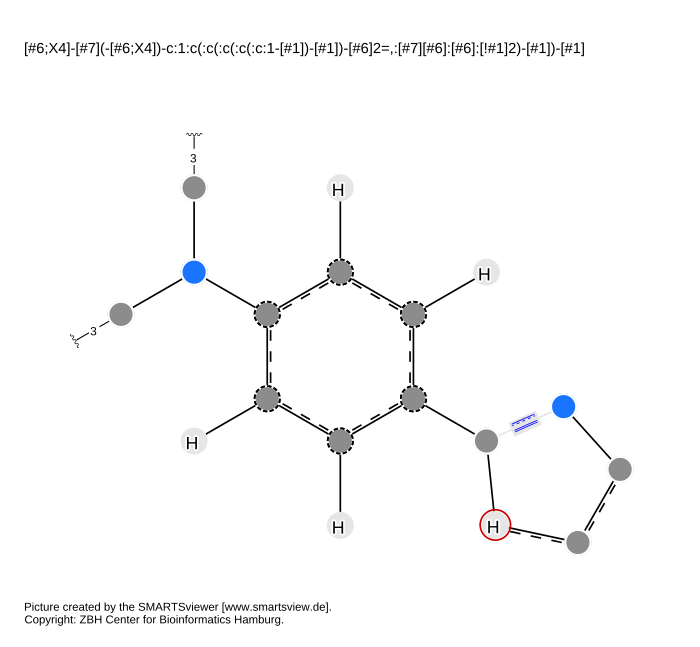 [#6;X4]-[#7](-[#6;X4])-c:1:c(:c(:c(:c(:c:1-[#1])-[#1])-[#6]2=,:[#7][#6]:[#6]:[!#1]2)-[#1])-[#1]
3
H
H
3
H
H
H
Picture created by the SMARTSviewer [www.smartsview.de].
Copyright: ZBH Center for Bioinformatics Hamburg.